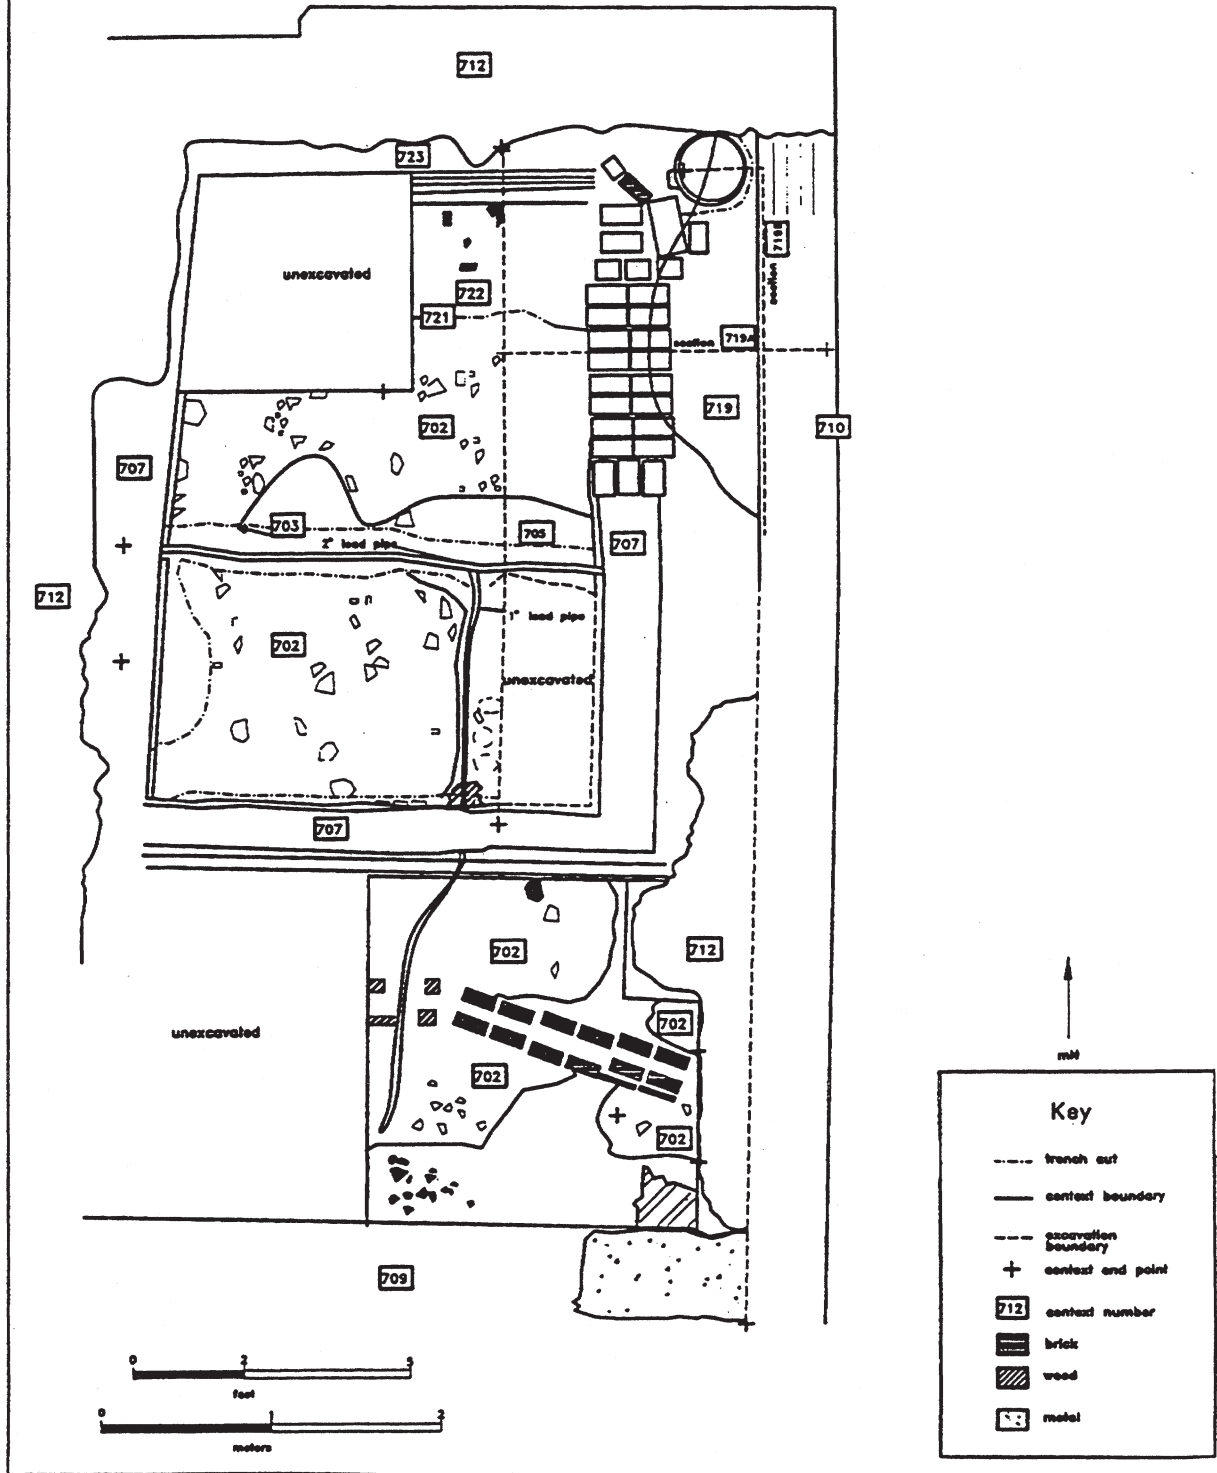 712
723
718B
section
unexcavated
722
721
section
719A
719
702
710
707
703
705
2" lead pipe
707
712
1" lead pipe
702
unexcavated
707
702
712
unexcavated
702
702
702
709
0 2 5
feet
0 1 2
meters
Key
trench cut
context boundary
excavation
boundary
context end point
712 context number
brick
wood
metal